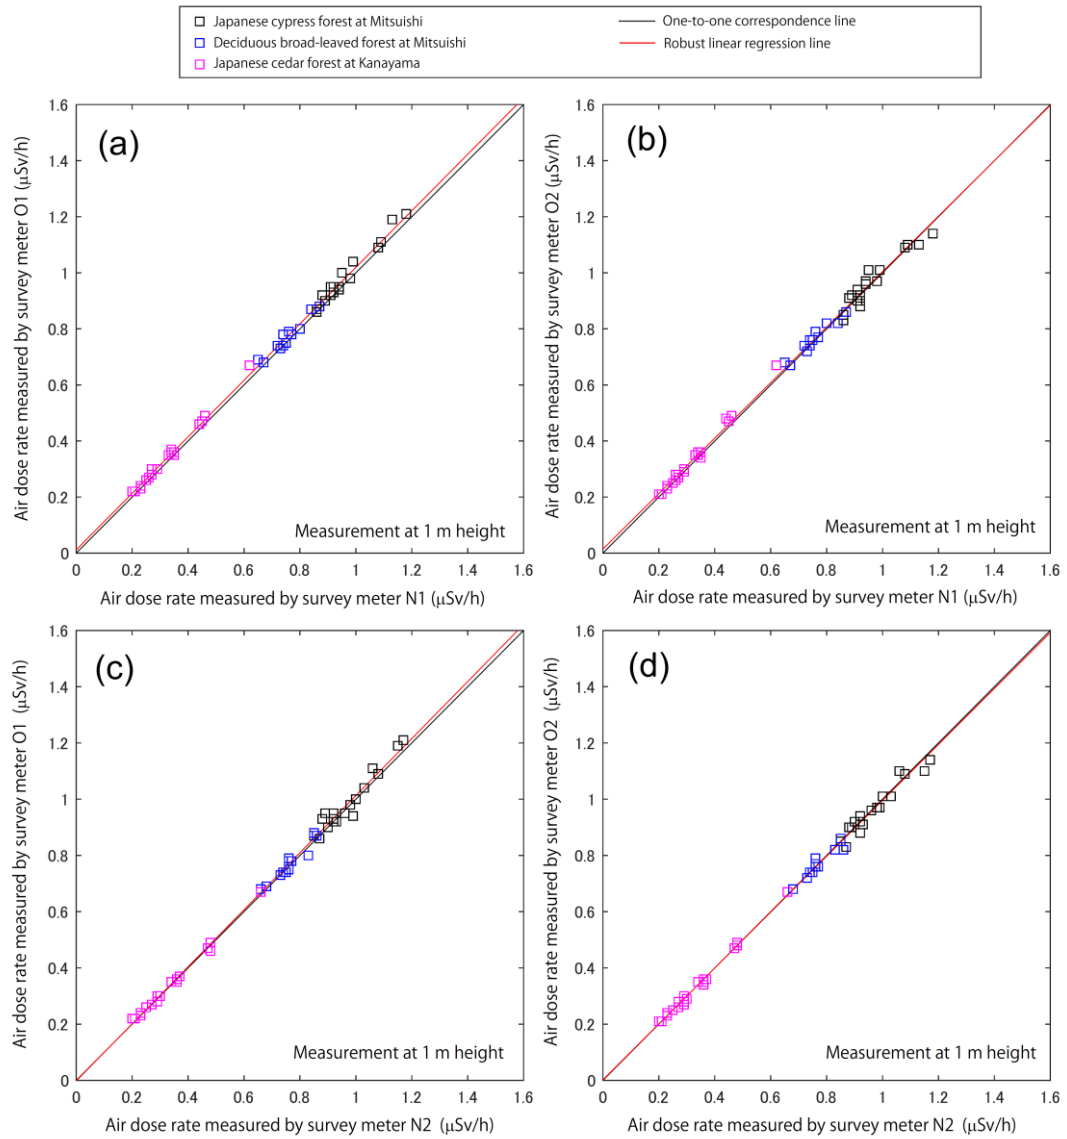 Japanese cypress forest at Mitsuishi
Deciduous broad-leaved forest at Mitsuishi
Japanese cedar forest at Kanayama
One-to-one correspondence line
Robust linear regression line
(a)
Air dose rate measured by survey meter O1 (μSv/h)
1.6
1.4
1.2
1
0.8
0.6
0.4
0.2
0
Measurement at 1 m height
0 0.2 0.4 0.6 0.8 1 1.2 1.4 1.6
Air dose rate measured by survey meter N1 (μSv/h)
(b)
Air dose rate measured by survey meter O2 (μSv/h)
1.6
1.4
1.2
1
0.8
0.6
0.4
0.2
0
Measurement at 1 m height
0 0.2 0.4 0.6 0.8 1 1.2 1.4 1.6
Air dose rate measured by survey meter N1 (μSv/h)
(c)
Air dose rate measured by survey meter O1 (μSv/h)
1.6
1.4
1.2
1
0.8
0.6
0.4
0.2
0
Measurement at 1 m height
0 0.2 0.4 0.6 0.8 1 1.2 1.4 1.6
Air dose rate measured by survey meter N2 (μSv/h)
(d)
Air dose rate measured by survey meter O2 (μSv/h)
1.6
1.4
1.2
1
0.8
0.6
0.4
0.2
0
Measurement at 1 m height
0 0.2 0.4 0.6 0.8 1 1.2 1.4 1.6
Air dose rate measured by survey meter N2 (μSv/h)